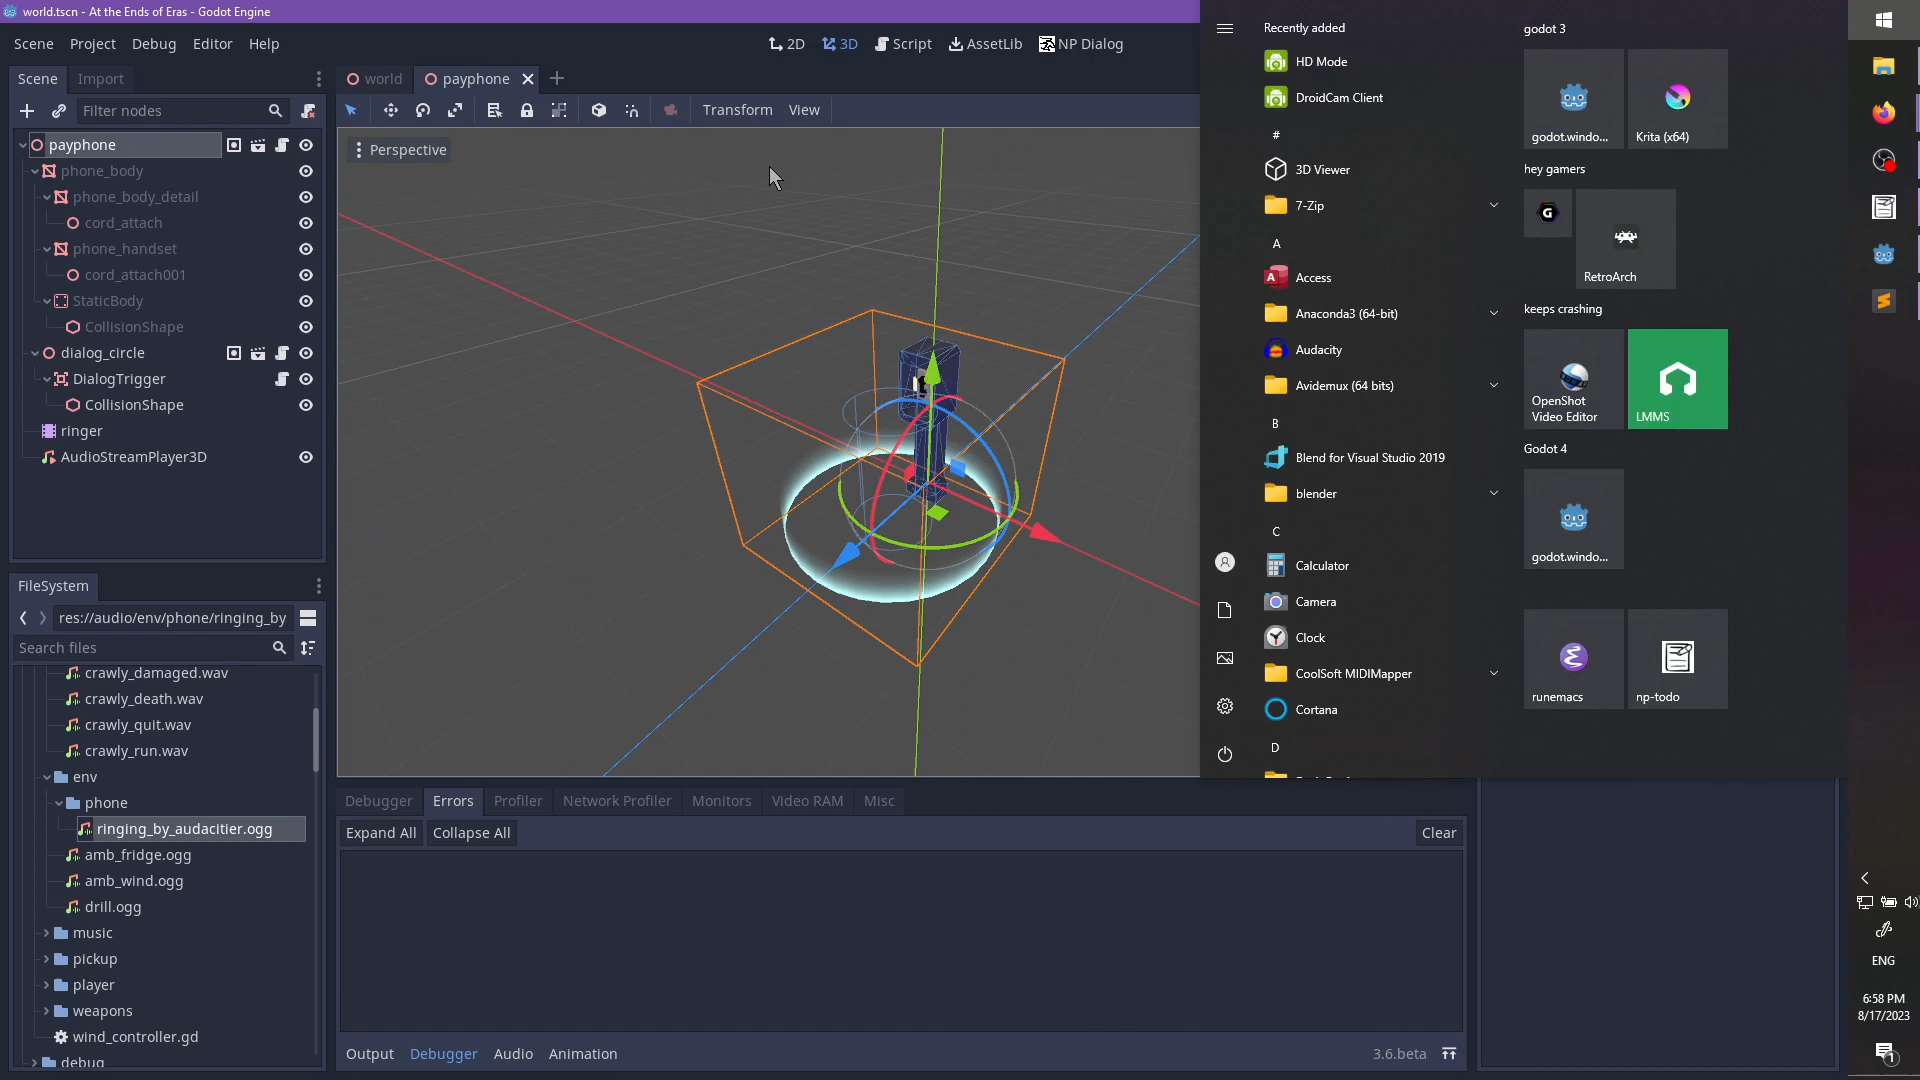 world.tscn - At the Ends of Eras - Godot Engine
Scene Project Debug Editor Help
2D 3D Script AssetLib NP Dialog
Scene Import
world payphone
Filter nodes
Transform View
Perspective
payphone
phone_body
phone_body_detail
cord_attach
phone_handset
cord_attach001
StaticBody
CollisionShape
dialog_circle
DialogTrigger
CollisionShape
ringer
AudioStreamPlayer3D
FileSystem
res://audio/env/phone/ringing_by
Search files
crawly_damaged.wav
crawly_death.wav
crawly_quit.wav
crawly_run.wav
env
phone
ringing_by_audacitier.ogg
amb_fridge.ogg
amb_wind.ogg
drill.ogg
music
pickup
player
weapons
wind_controller.gd
debug
Debugger Errors Profiler Network Profiler Monitors Video RAM Misc
Expand All Collapse All Clear
Output Debugger Audio Animation 3.6.beta
Recently added
HD Mode
DroidCam Client
#
3D Viewer
7-Zip
A
Access
Anaconda3 (64-bit)
Audacity
Avidemux (64 bits)
B
Blend for Visual Studio 2019
blender
C
Calculator
Camera
Clock
CoolSoft MIDIMapper
Cortana
D
godot 3
godot.windo...
Krita (x64)
hey gamers
RetroArch
keeps crashing
OpenShot
Video Editor
LMMS
Godot 4
godot.windo...
runemacs
np-todo
ENG
6:58 PM
8/17/2023
1